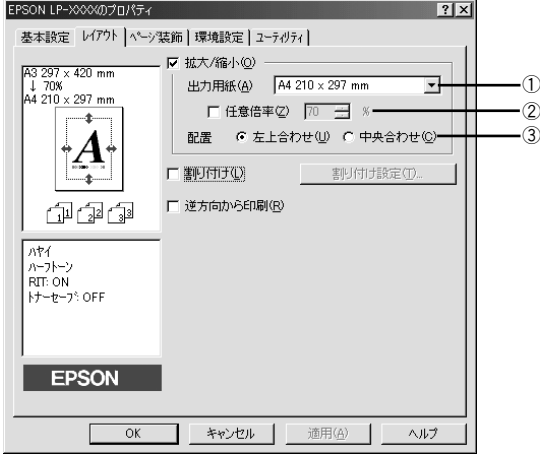 EPSON LP-XXXXのプロパティ
基本設定 レイアウト ページ装飾 環境設定 ユーティリティ
A3 297 x 420 mm
↓ 70%
A4 210 x 297 mm
A
1 1 2 2 3 3
ハヤイ
ハーフトーン
RIT: ON
トナーセーブ: OFF
EPSON
拡大/縮小(O)
出力用紙(A) A4 210 x 297 mm ①
任意倍率(Z) 70 % ②
配置 左上合わせ(U) 中央合わせ(C) ③
割り付け(L) 割り付け設定(T)...
逆方向から印刷(R)
OK キャンセル 適用(A) ヘルプ